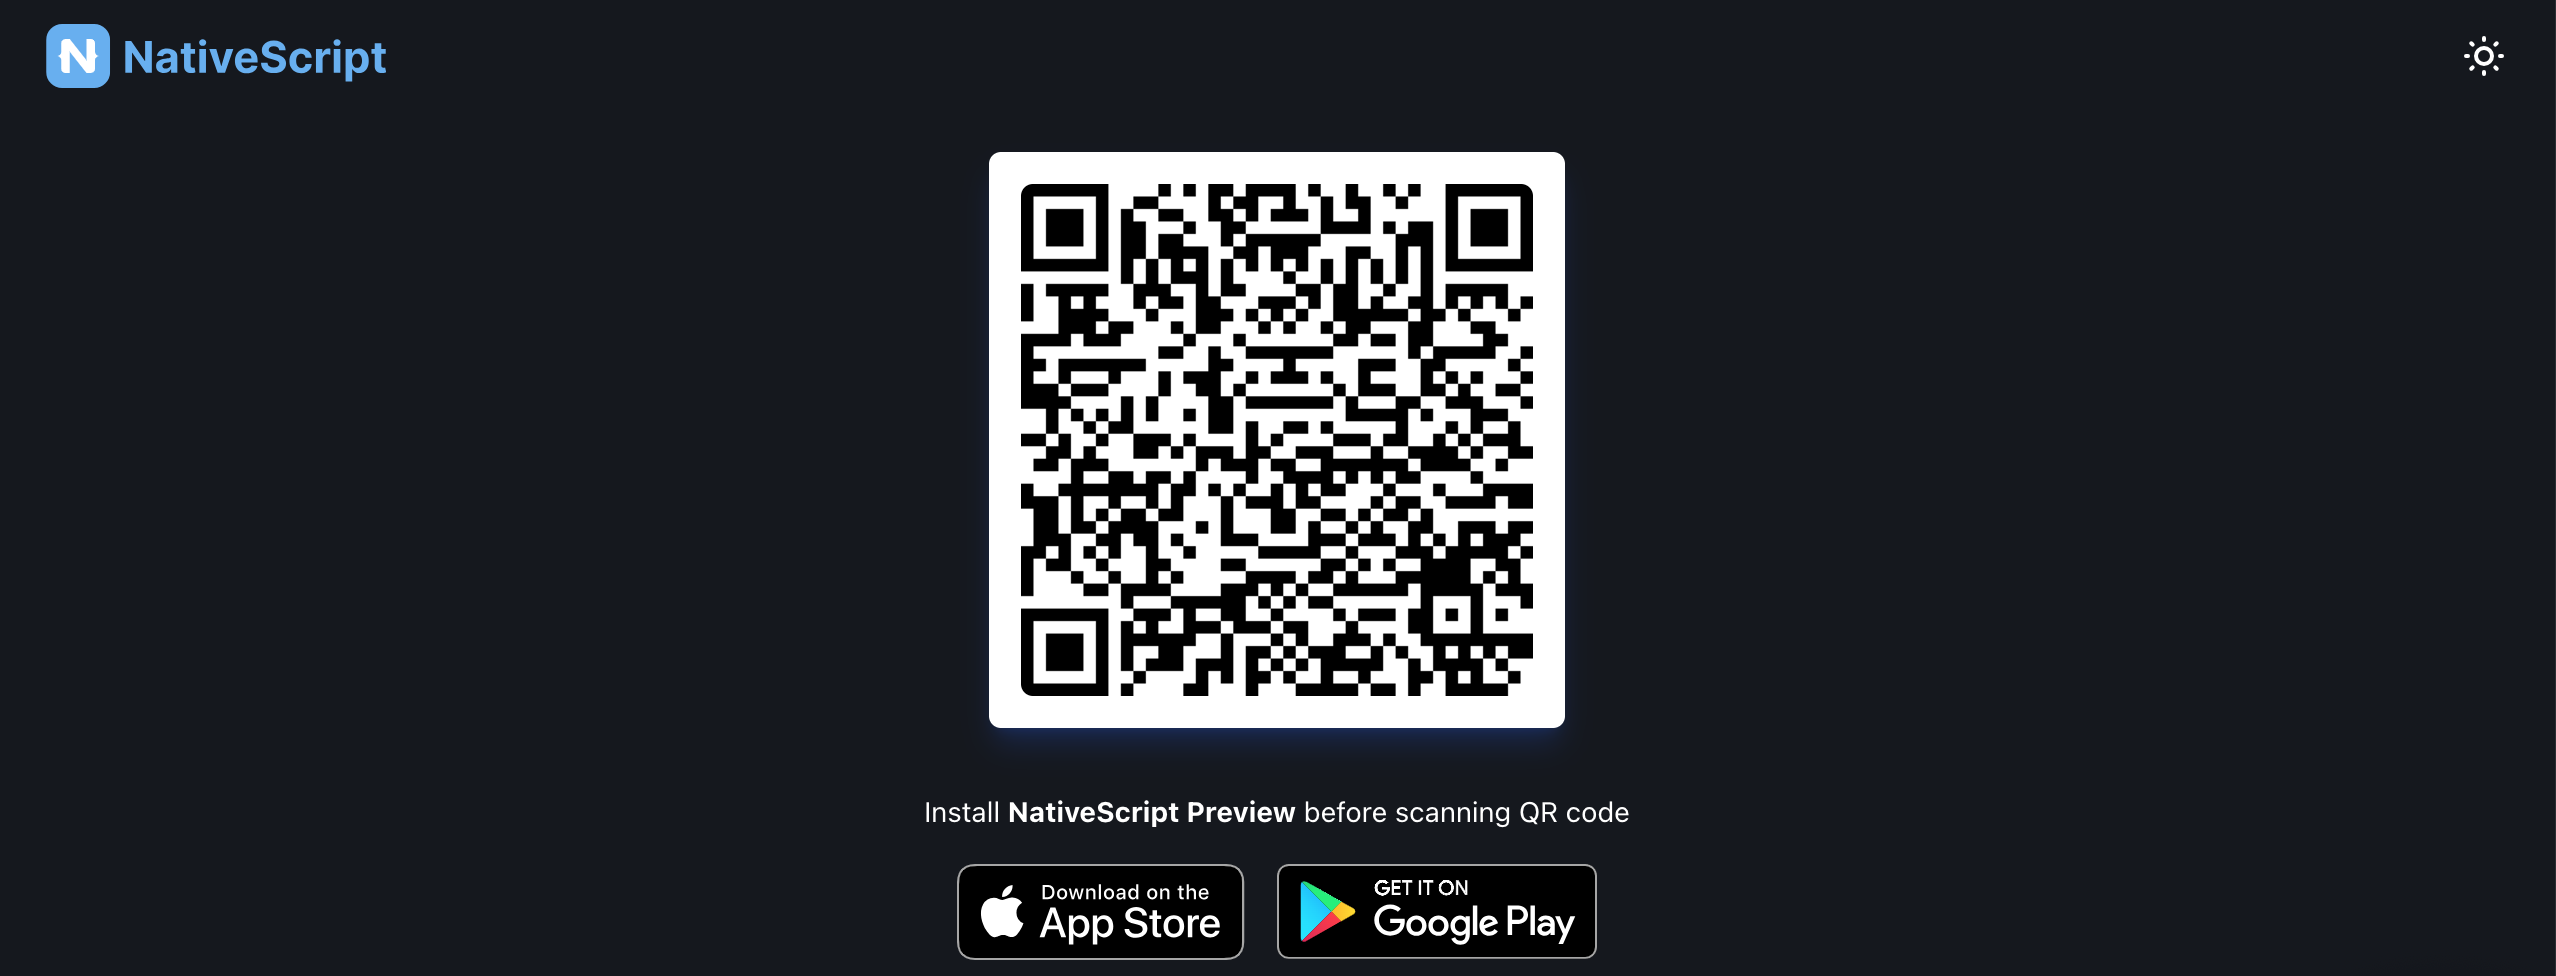 NativeScript
Install NativeScript Preview before scanning QR code
Download on the
App Store
GET IT ON
Google Play